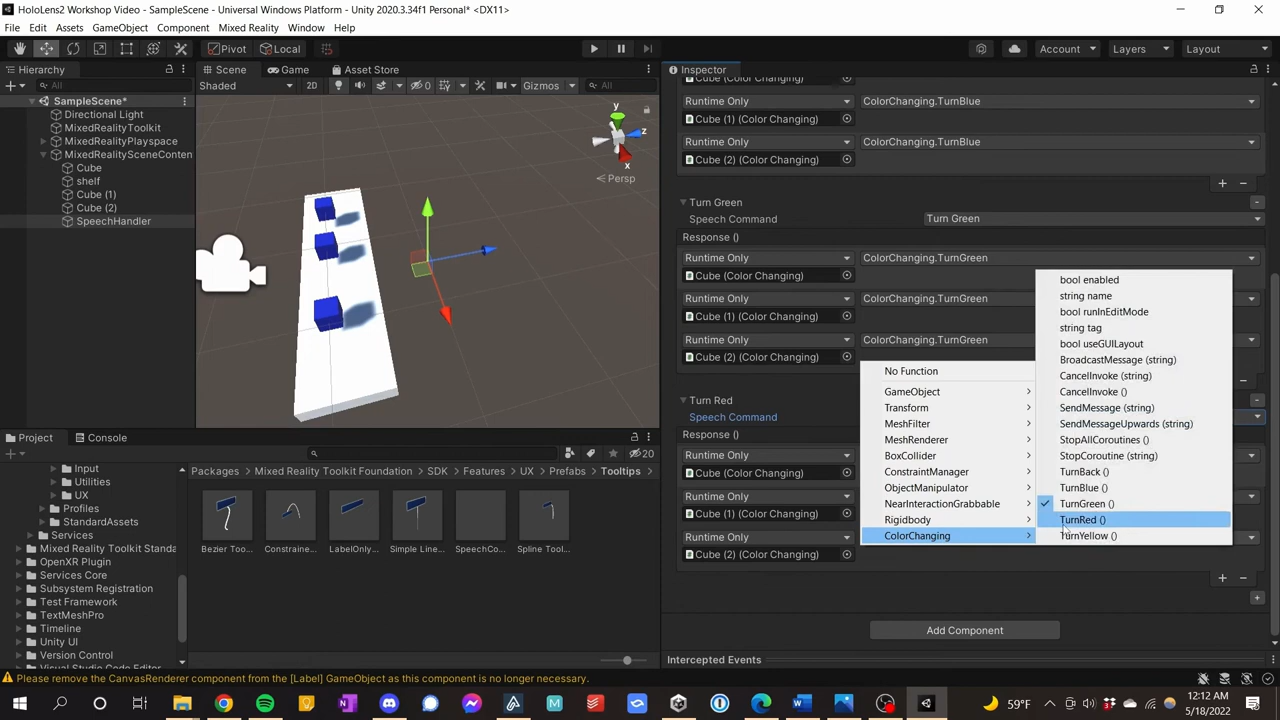 HoloLens2 Workshop Video - SampleScene - Universal Windows Platform - Unity 2020.3.34f1 Personal* <DX11>
File Edit Assets GameObject Component Mixed Reality Window Help
Pivot Local Account Layers Layout
Hierarchy Scene Game Asset Store Inspector
All Shaded 2D 0 Gizmos All
SampleScene*
Directional Light
MixedRealityToolkit
MixedRealityPlayspace
MixedRealitySceneConten
Cube
shelf
Cube (1)
Cube (2)
SpeechHandler
y
z
x
Persp
Cube (Color Changing)
Runtime Only ColorChanging.TurnBlue
Cube (1) (Color Changing)
Runtime Only ColorChanging.TurnBlue
Cube (2) (Color Changing)
Turn Green
Speech Command Turn Green
Response ()
Runtime Only ColorChanging.TurnGreen
Cube (Color Changing)
Runtime Only ColorChanging.TurnGreen
Cube (1) (Color Changing)
Runtime Only ColorChanging.TurnGreen
Cube (2) (Color Changing)
Turn Red
Speech Command
Response ()
Runtime Only
Cube (Color Changing)
Runtime Only
Cube (1) (Color Changing)
Runtime Only
Cube (2) (Color Changing)
No Function
GameObject
Transform
MeshFilter
MeshRenderer
BoxCollider
ConstraintManager
ObjectManipulator
NearInteractionGrabbable
Rigidbody
ColorChanging
bool enabled
string name
bool runInEditMode
string tag
bool useGUILayout
BroadcastMessage (string)
CancelInvoke (string)
CancelInvoke ()
SendMessage (string)
SendMessageUpwards (string)
StopAllCoroutines ()
StopCoroutine (string)
TurnBack ()
TurnBlue ()
TurnGreen ()
TurnRed ()
TurnYellow ()
Add Component
Intercepted Events
Project Console
20
Input
Utilities
UX
Profiles
StandardAssets
Services
Mixed Reality Toolkit Standa
OpenXR Plugin
Services Core
Subsystem Registration
Test Framework
TextMeshPro
Timeline
Unity UI
Version Control
Visual Studio Code Editor
Packages Mixed Reality Toolkit Foundation SDK Features UX Prefabs Tooltips
Bezier Too... Constraine... LabelOnly... Simple Line... SpeechCo... Spline Tool...
Please remove the CanvasRenderer component from the [Label] GameObject as this component is no longer necessary.
59°F
12:12 AM
5/18/2022